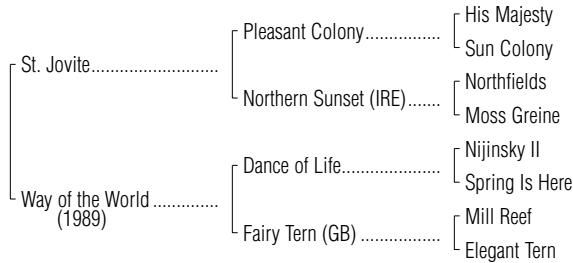 His Majesty
Pleasant Colony.................
Sun Colony
St. Jovite.............................
Northfields
Northern Sunset (IRE).......
Moss Greine
Nijinsky II
Dance of Life......................
Spring Is Here
Way of the World ...............
(1989)
Mill Reef
Fairy Tern (GB) ..................
Elegant Tern